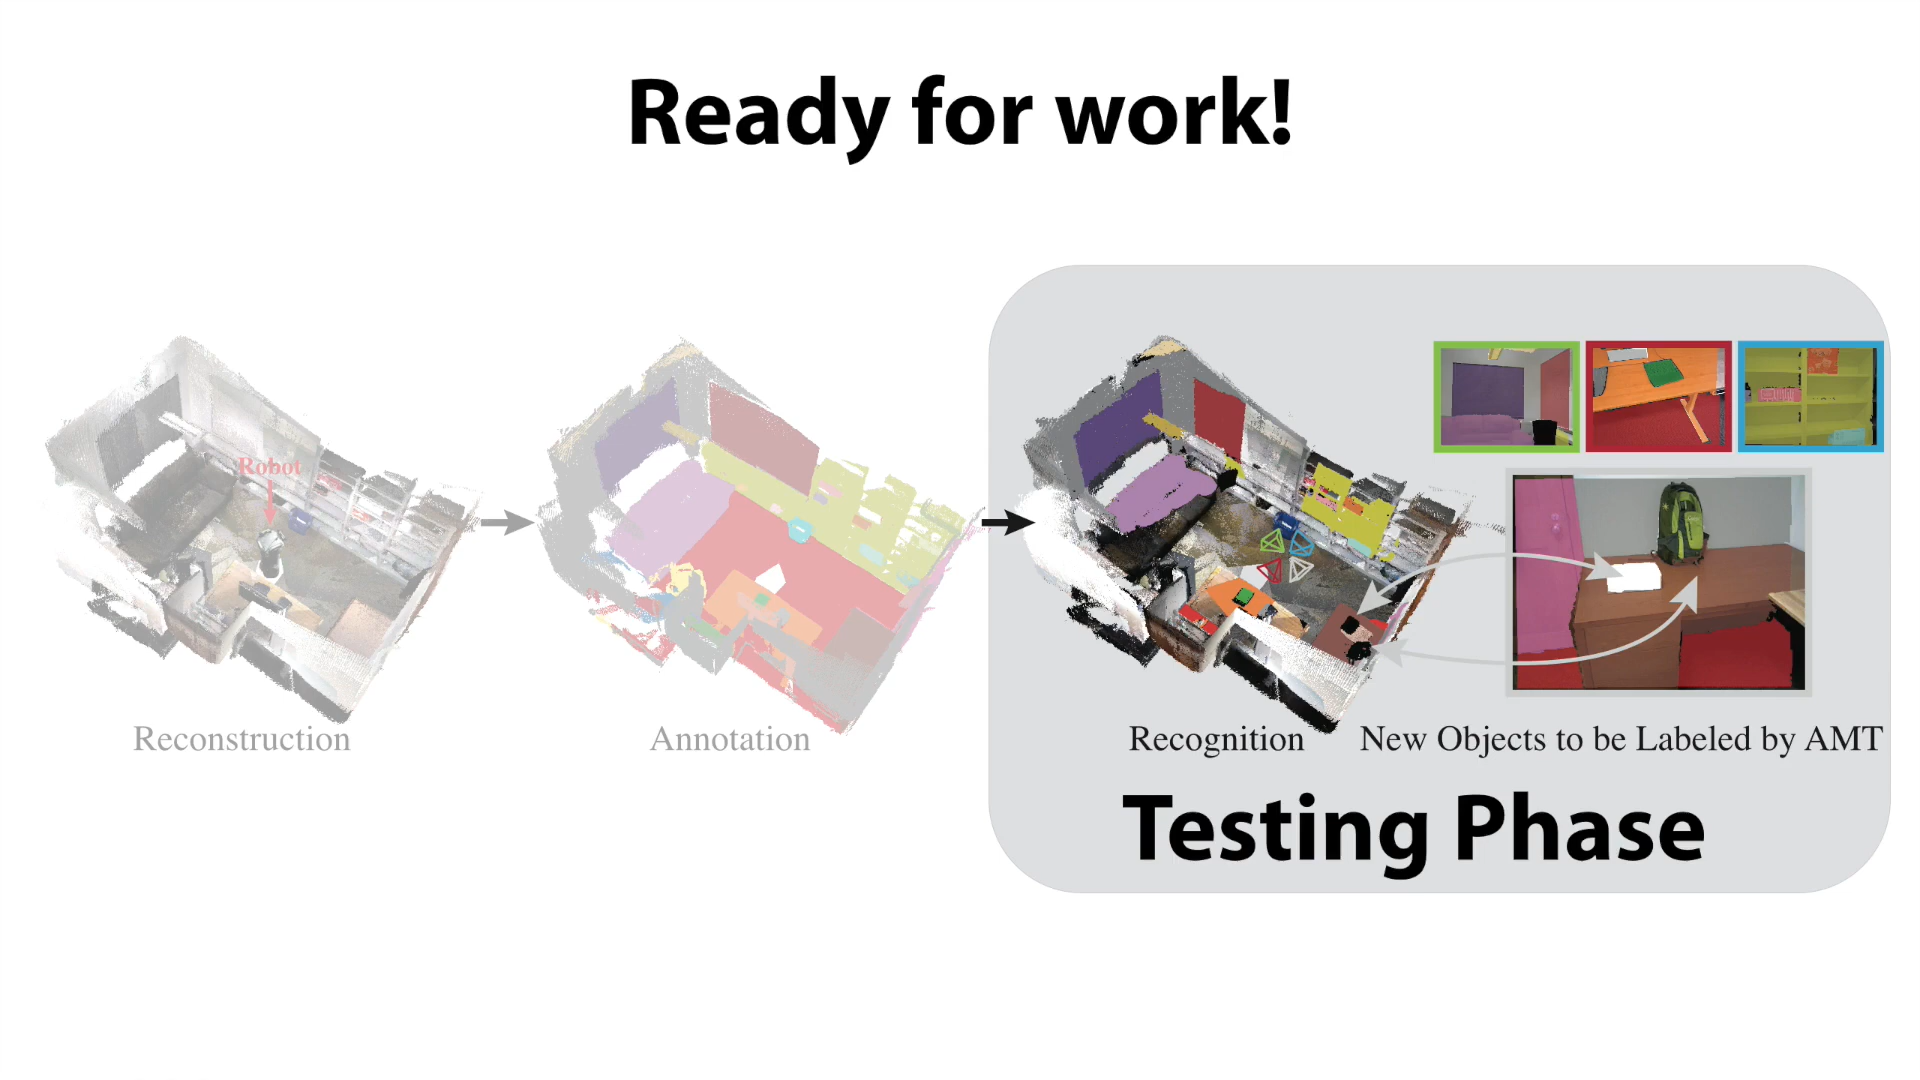 Ready for work!
Robot
Reconstruction
Annotation
Recognition
New Objects to be Labeled by AMT
Testing Phase